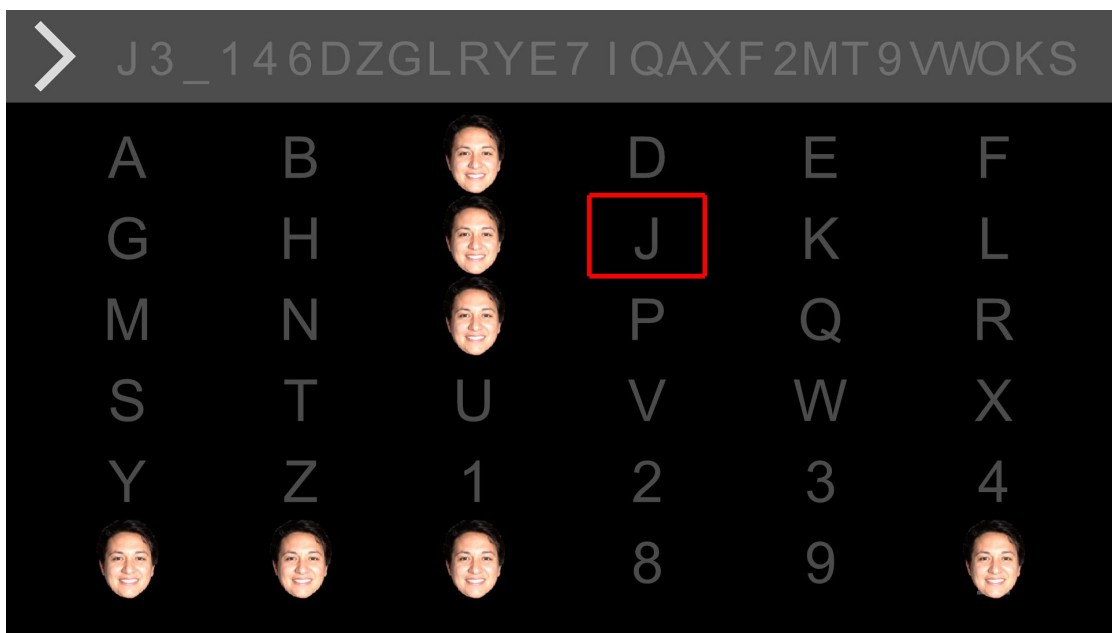 J3_146DZGLRYE7IQAXF2MT9VWOKS
A B D E F
G H J K L
M N P Q R
S T U V W X
Y Z 1 2 3 4
8 9